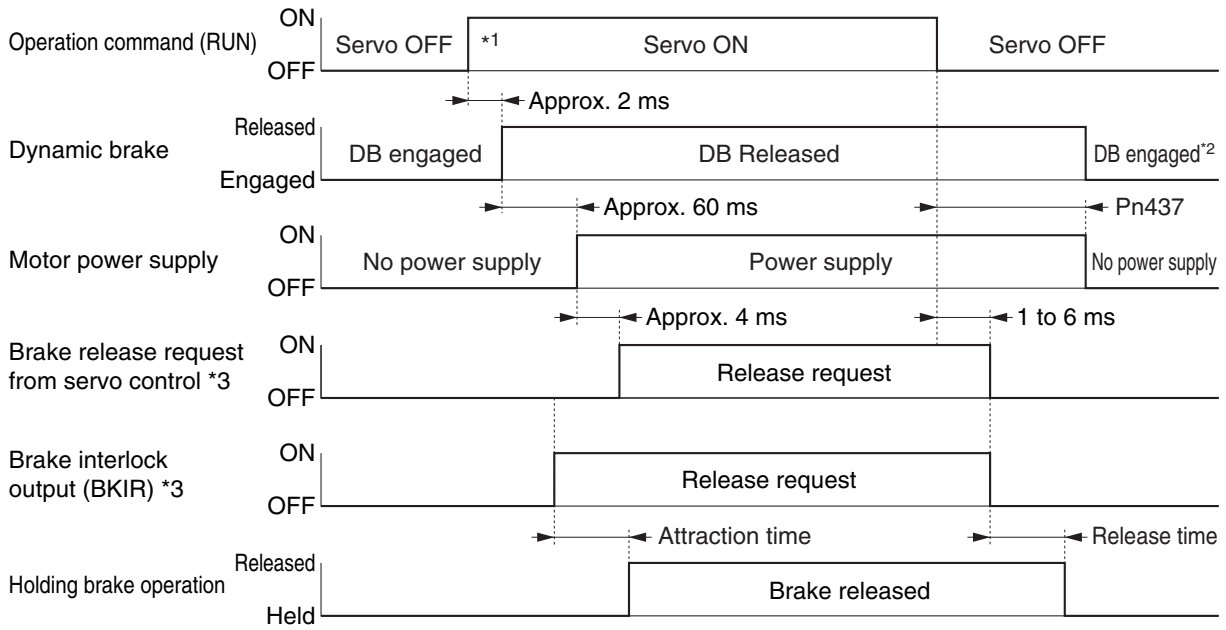 Operation command (RUN)
ON
OFF
Servo OFF
*1
Servo ON
Servo OFF
Approx. 2 ms
Dynamic brake
Released
Engaged
DB engaged
DB Released
DB engaged*2
Approx. 60 ms
Pn437
Motor power supply
ON
OFF
No power supply
Power supply
No power supply
Approx. 4 ms
1 to 6 ms
Brake release request
from servo control *3
ON
OFF
Release request
Brake interlock
output (BKIR) *3
ON
OFF
Release request
Attraction time
Release time
Holding brake operation
Released
Held
Brake released